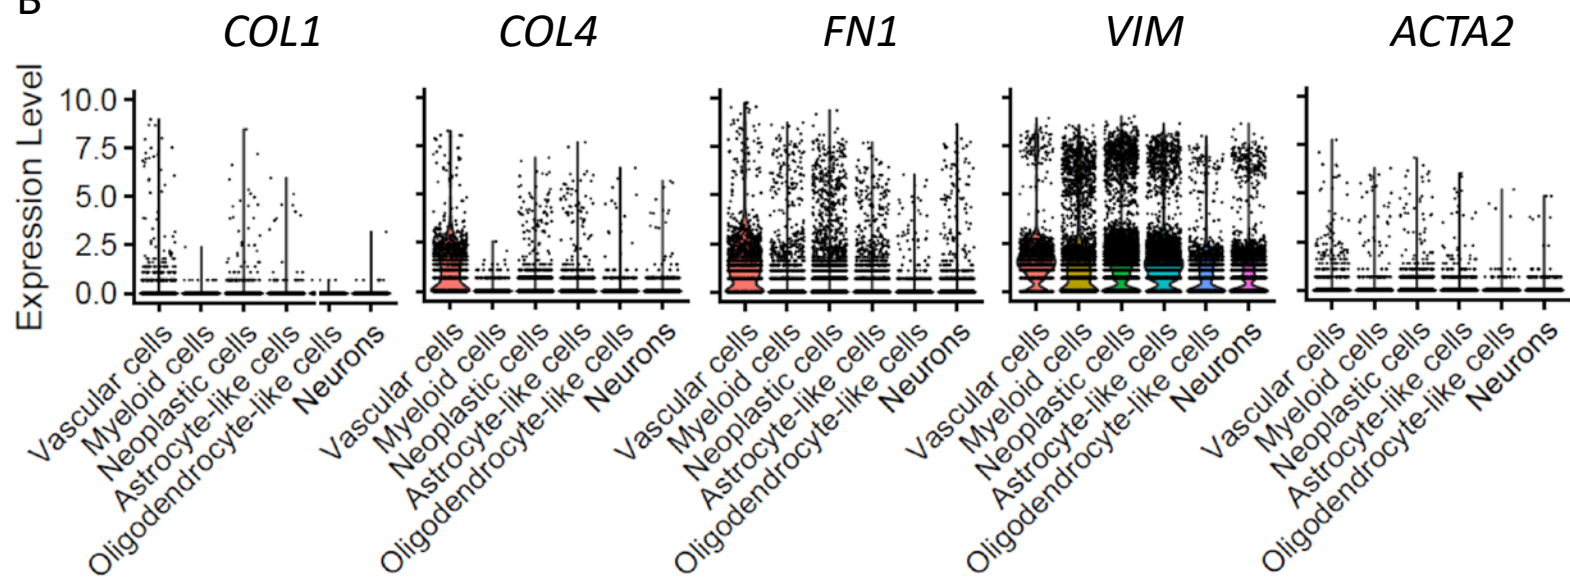 B
COL1 COL4 FN1 VIM ACTA2
Expression Level
10.0
7.5
5.0
2.5
0.0
Vascular cells
Myeloid cells
Neoplastic cells
Astrocyte-like cells
Oligodendrocyte-like cells
Neurons
Vascular cells
Myeloid cells
Neoplastic cells
Astrocyte-like cells
Oligodendrocyte-like cells
Neurons
Vascular cells
Myeloid cells
Neoplastic cells
Astrocyte-like cells
Oligodendrocyte-like cells
Neurons
Vascular cells
Myeloid cells
Neoplastic cells
Astrocyte-like cells
Oligodendrocyte-like cells
Neurons
Vascular cells
Myeloid cells
Neoplastic cells
Astrocyte-like cells
Oligodendrocyte-like cells
Neurons